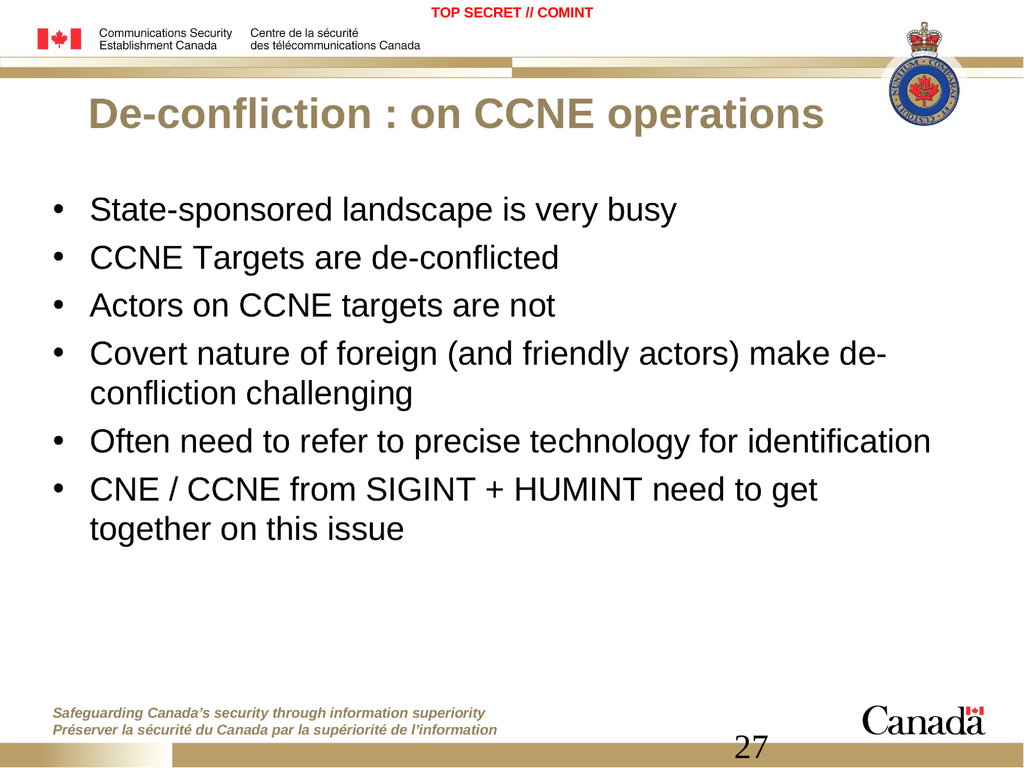 TOP SECRET // COMINT
Communications Security Centre de la sécurité
Establishment Canada des télécommunications Canada
De-confliction : on CCNE operations
• State-sponsored landscape is very busy
• CCNE Targets are de-conflicted
• Actors on CCNE targets are not
• Covert nature of foreign (and friendly actors) make de-
confliction challenging
• Often need to refer to precise technology for identification
• CNE / CCNE from SIGINT + HUMINT need to get
together on this issue
Safeguarding Canada's security through information superiority
Préserver la sécurité du Canada par la supériorité de l'information
Canada
27